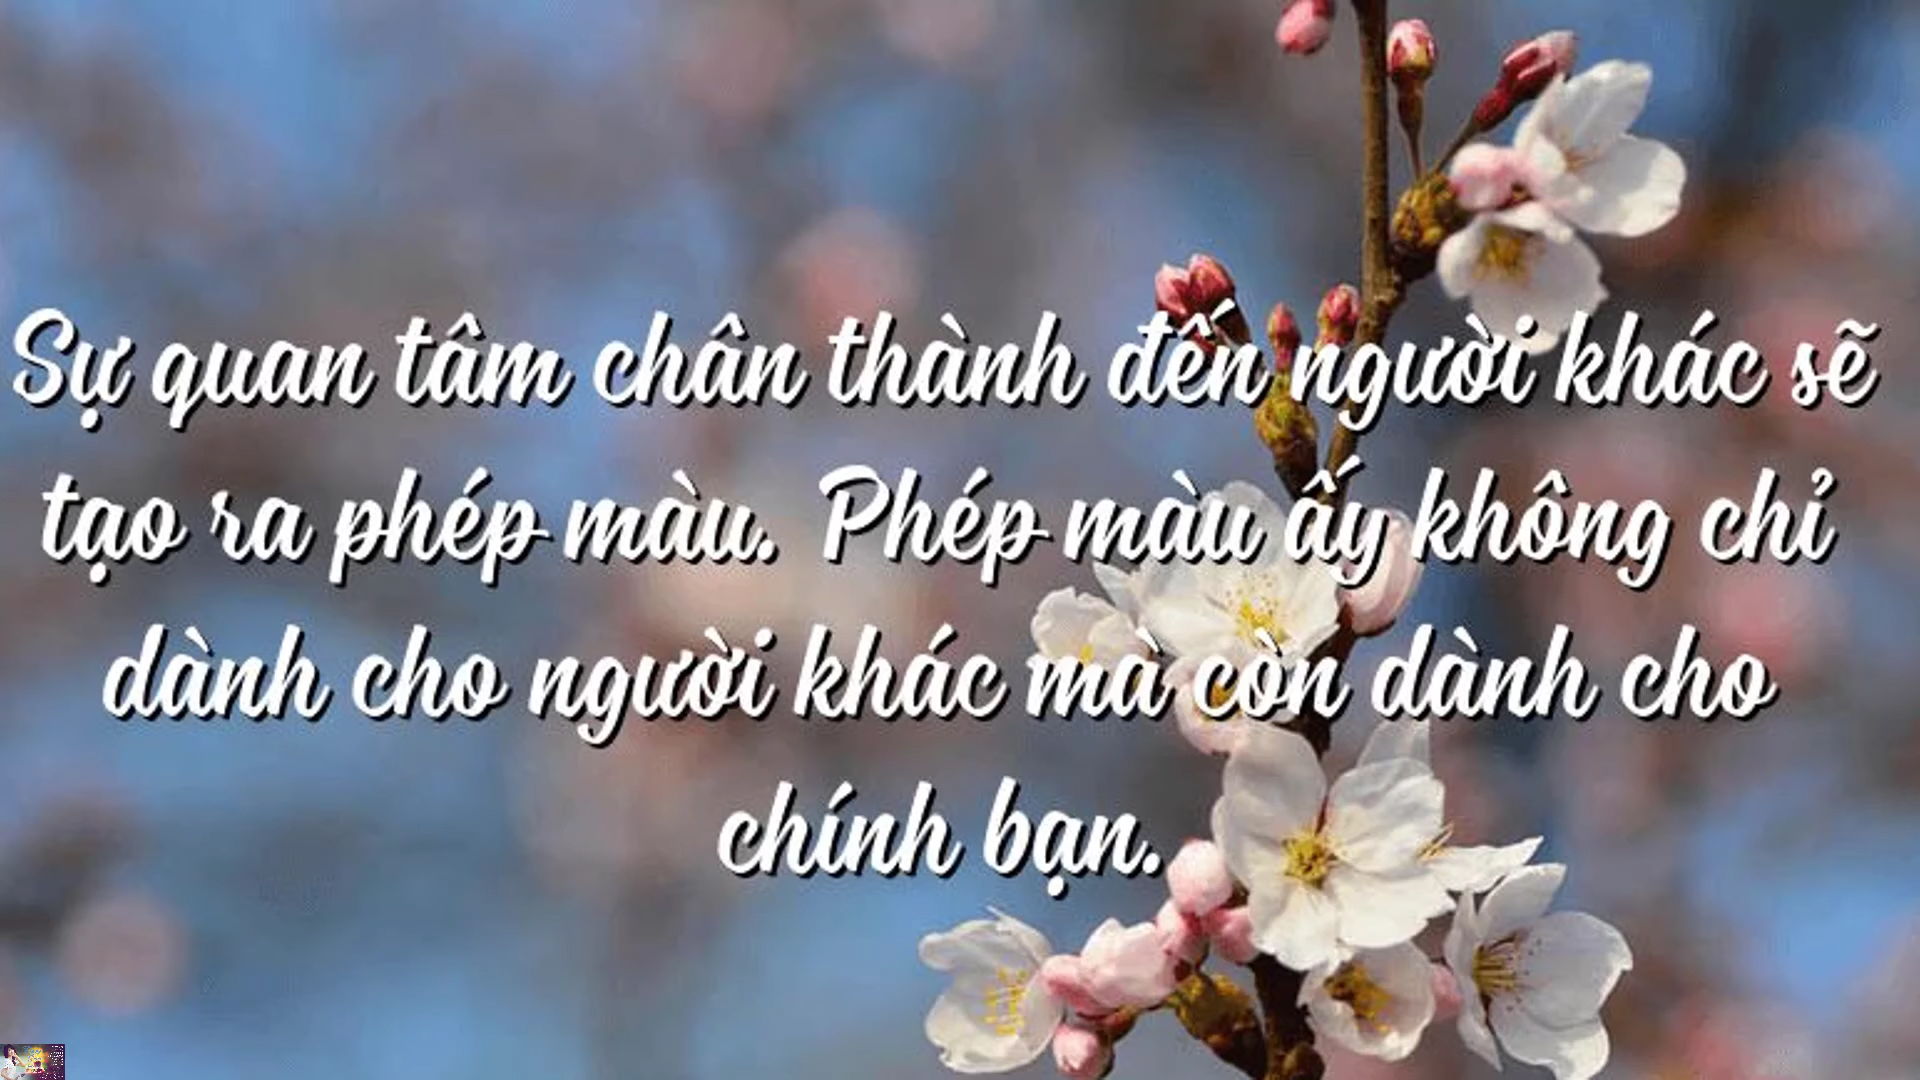 Sự quan tâm chân thành đến người khác sẽ
tạo ra phép màu. Phép màu ấy không chỉ
dành cho người khác mà còn dành cho
chính bạn.